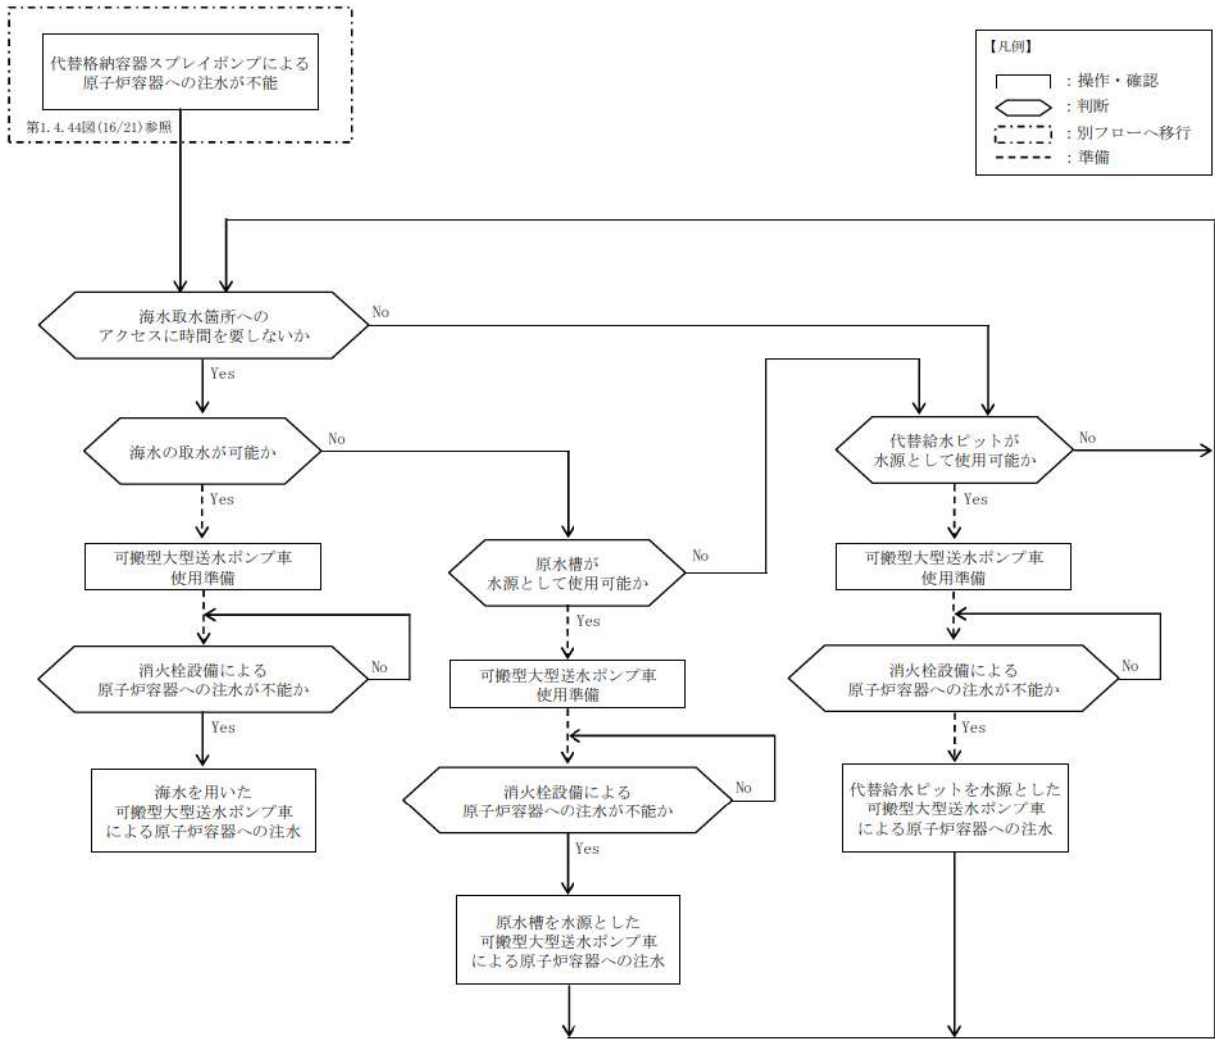 代替格納容器スプレイポンプによる
原子炉容器への注水が不能
第1.4.44図(16/21)参照
【凡例】
：操作・確認
：判断
：別フローへ移行
：準備
海水取水箇所への
アクセスに時間を要しないか
No
Yes
海水の取水が可能か
No
Yes
可搬型大型送水ポンプ車
使用準備
消火栓設備による
原子炉容器への注水が不能か
No
Yes
海水を用いた
可搬型大型送水ポンプ車
による原子炉容器への注水
原水槽が
水源として使用可能か
No
Yes
可搬型大型送水ポンプ車
使用準備
消火栓設備による
原子炉容器への注水が不能か
No
Yes
原水槽を水源とした
可搬型大型送水ポンプ車
による原子炉容器への注水
代替給水ピットが
水源として使用可能か
No
Yes
可搬型大型送水ポンプ車
使用準備
消火栓設備による
原子炉容器への注水が不能か
No
Yes
代替給水ピットを水源とした
可搬型大型送水ポンプ車
による原子炉容器への注水